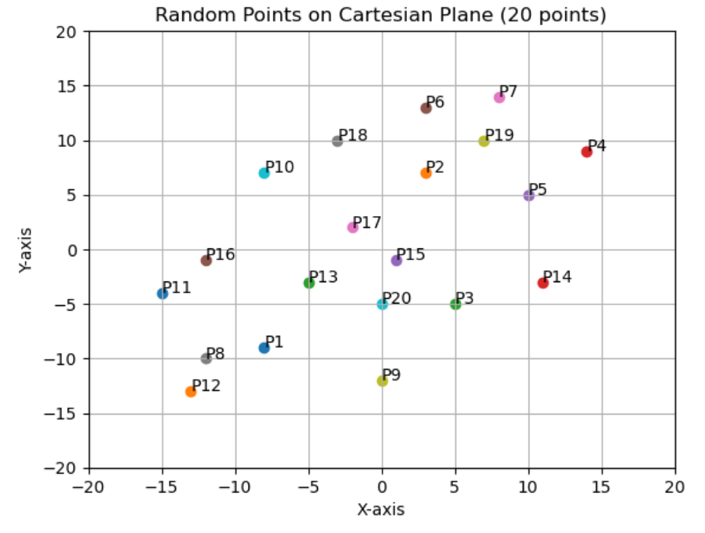 Random Points on Cartesian Plane (20 points)
20
15
10
5
0
−5
−10
−15
−20
Y-axis
P7
P6
P18
P19
P4
P10
P2
P5
P17
P16
P15
P13
P14
P11
P20
P3
P1
P8
P9
P12
−20
−15
−10
−5
0
5
10
15
20
X-axis